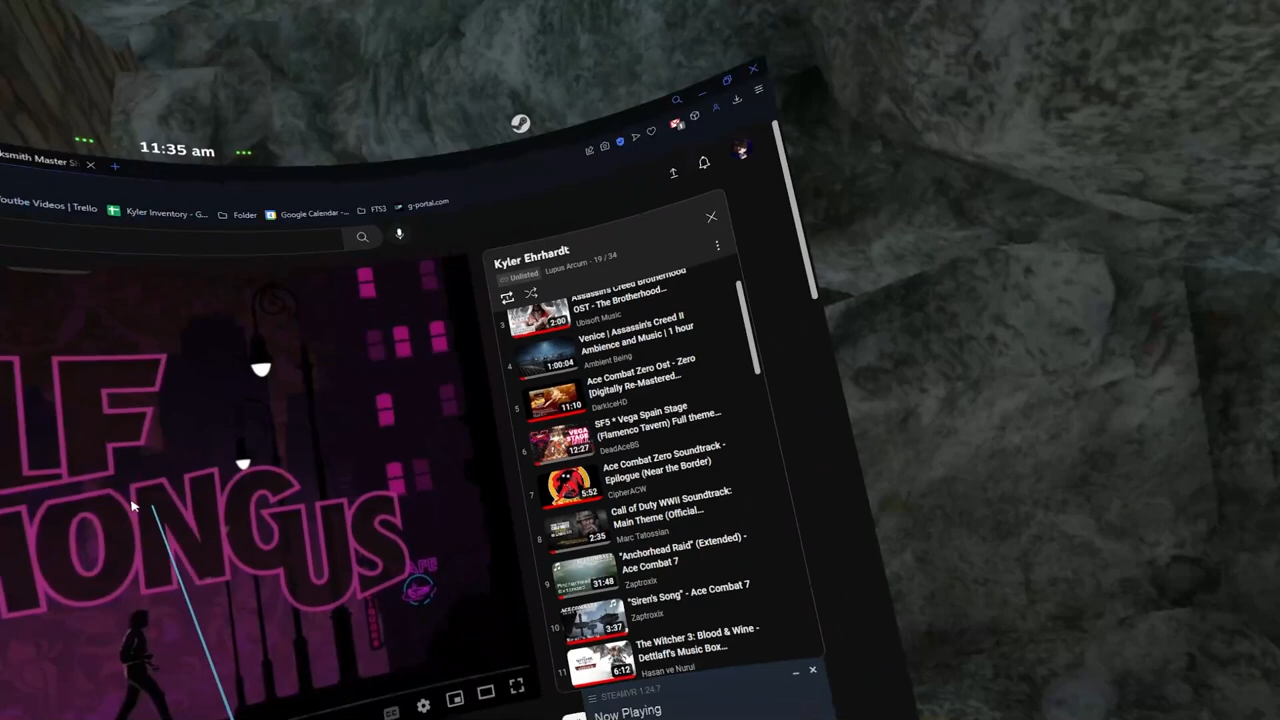 11:35 am
ksmith Master S
Youtbe Videos | Trello
Kyler Inventory - G...
Folder
Google Calendar -...
FTS3
g-portal.com
LF
MONG US
CAFE
Kyler Ehrhardt
Unlisted
Lupus Arcum - 19 / 34
3
2:00
Assassin's Creed Brotherhood
OST - The Brotherhood...
Ubisoft Music
4
1:00:04
Venice | Assassin's Creed II
Ambience and Music | 1 hour
Ambient Being
5
11:10
Ace Combat Zero Ost - Zero
[Digitally Re-Mastered...
DarkIceHD
6
VEGA
STAGE
12:27
SF5 * Vega Spain Stage
(Flamenco Tavern) Full theme...
DeadAceBS
7
5:52
Ace Combat Zero Soundtrack -
Epilogue (Near the Border)
CipherACW
8
2:35
Call of Duty WWII Soundtrack:
Main Theme (Official...
Marc Tatossian
9
31:48
"Anchorhead Raid" (Extended) -
Ace Combat 7
Zaptroxix
10
3:37
"Siren's Song" - Ace Combat 7
Zaptroxix
11
6:12
The Witcher 3: Blood & Wine -
Dettlaff's Music Box...
Hasan ve Nurul
STEAMVR 1.24.7
Now Playing